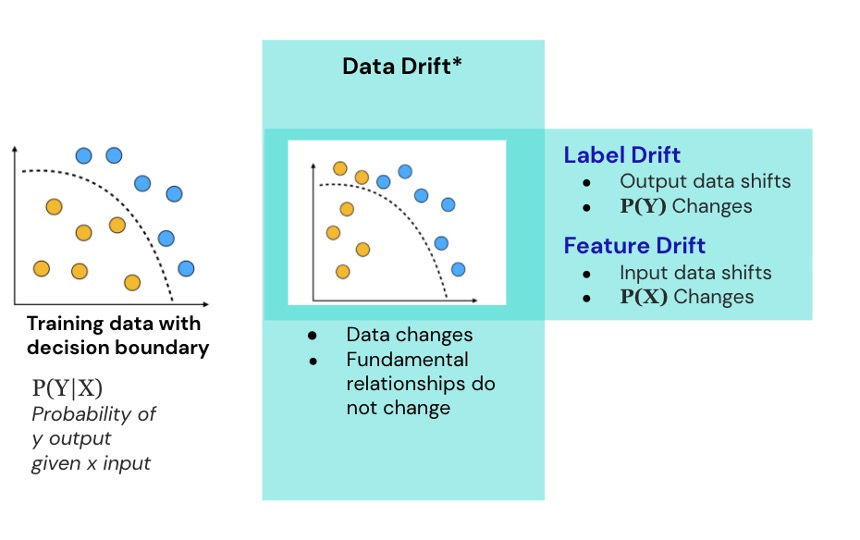 Data Drift*
Label Drift
● Output data shifts
● P(Y) Changes
Feature Drift
● Input data shifts
● P(X) Changes
Training data with
decision boundary
P(Y|X)
Probability of
y output
given x input
● Data changes
● Fundamental
relationships do
not change